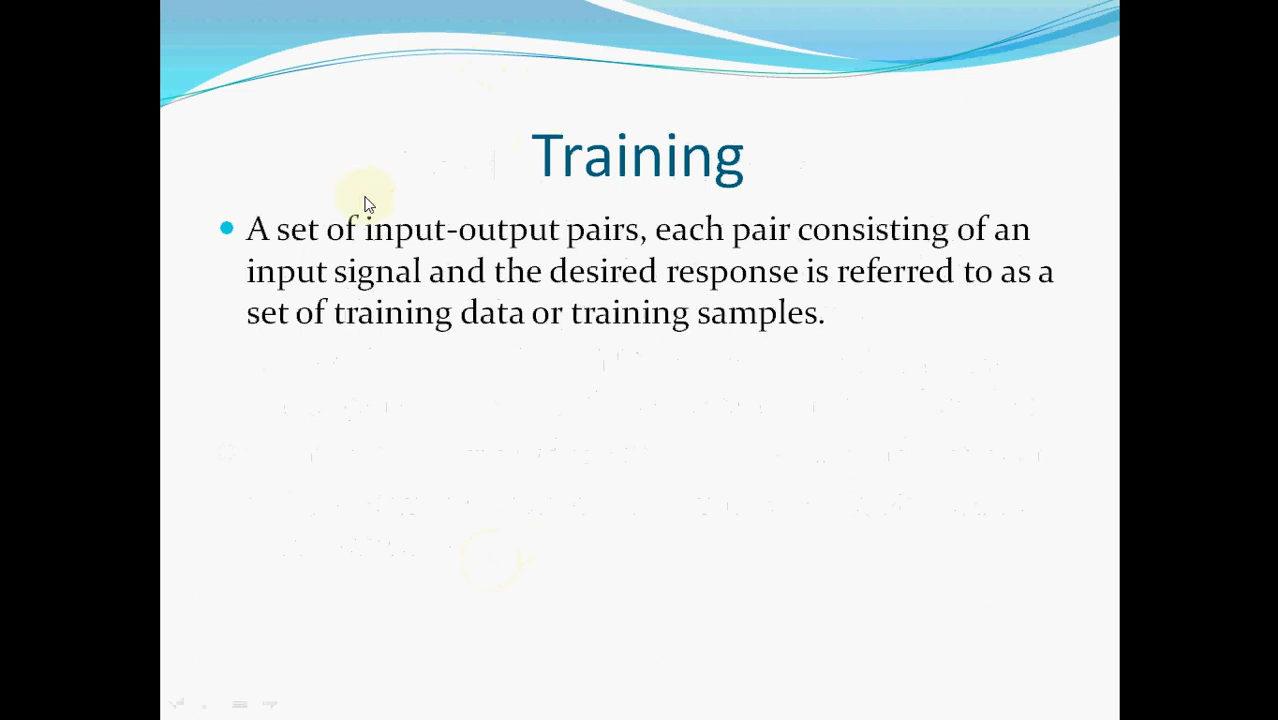 Training
A set of input-output pairs, each pair consisting of an
input signal and the desired response is referred to as a
set of training data or training samples.